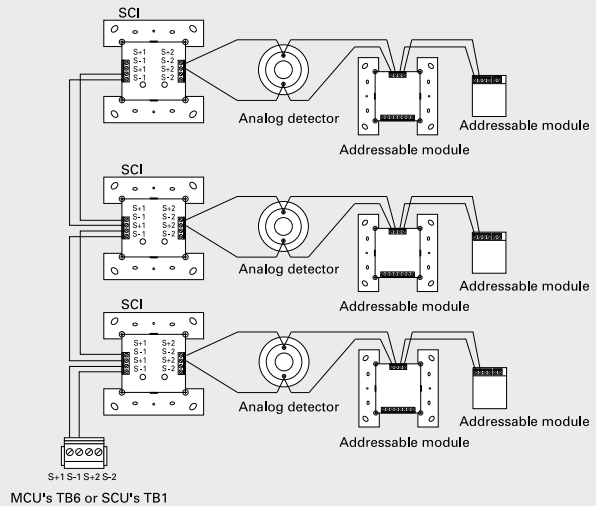 SCI
S+1 S+2
S-1 S-2
S+1 S+2
S-1 S-2
Analog detector
Addressable module
Addressable module
SCI
S+1 S+2
S-1 S-2
S+1 S+2
S-1 S-2
Analog detector
Addressable module
Addressable module
SCI
S+1 S+2
S-1 S-2
S+1 S+2
S-1 S-2
Analog detector
Addressable module
Addressable module
S+1 S-1 S+2 S-2
MCU's TB6 or SCU's TB1